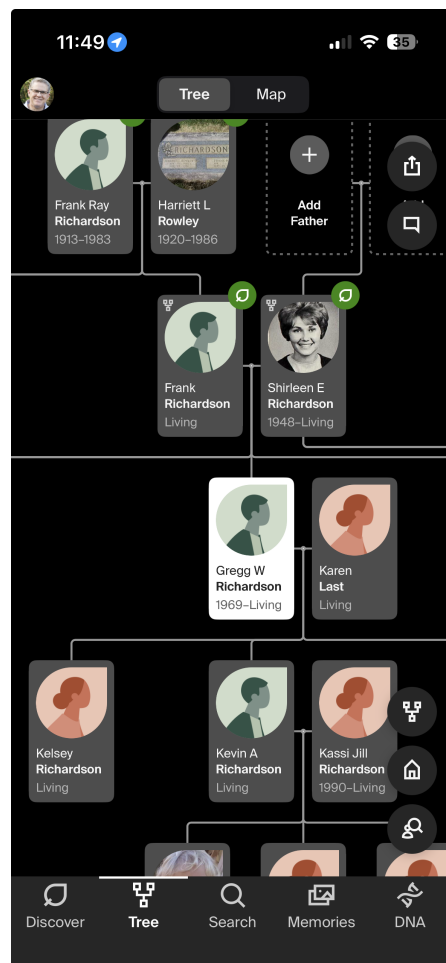 11:49
35
Tree
Map
RICHARDSON
Frank Ray
Richardson
1913–1983
Harriett L
Rowley
1920–1986
Add
Father
Frank
Richardson
Living
Shirleen E
Richardson
1948–Living
Gregg W
Richardson
1969–Living
Karen
Last
Living
Kelsey
Richardson
Living
Kevin A
Richardson
Living
Kassi Jill
Richardson
1990–Living
Discover
Tree
Search
Memories
DNA